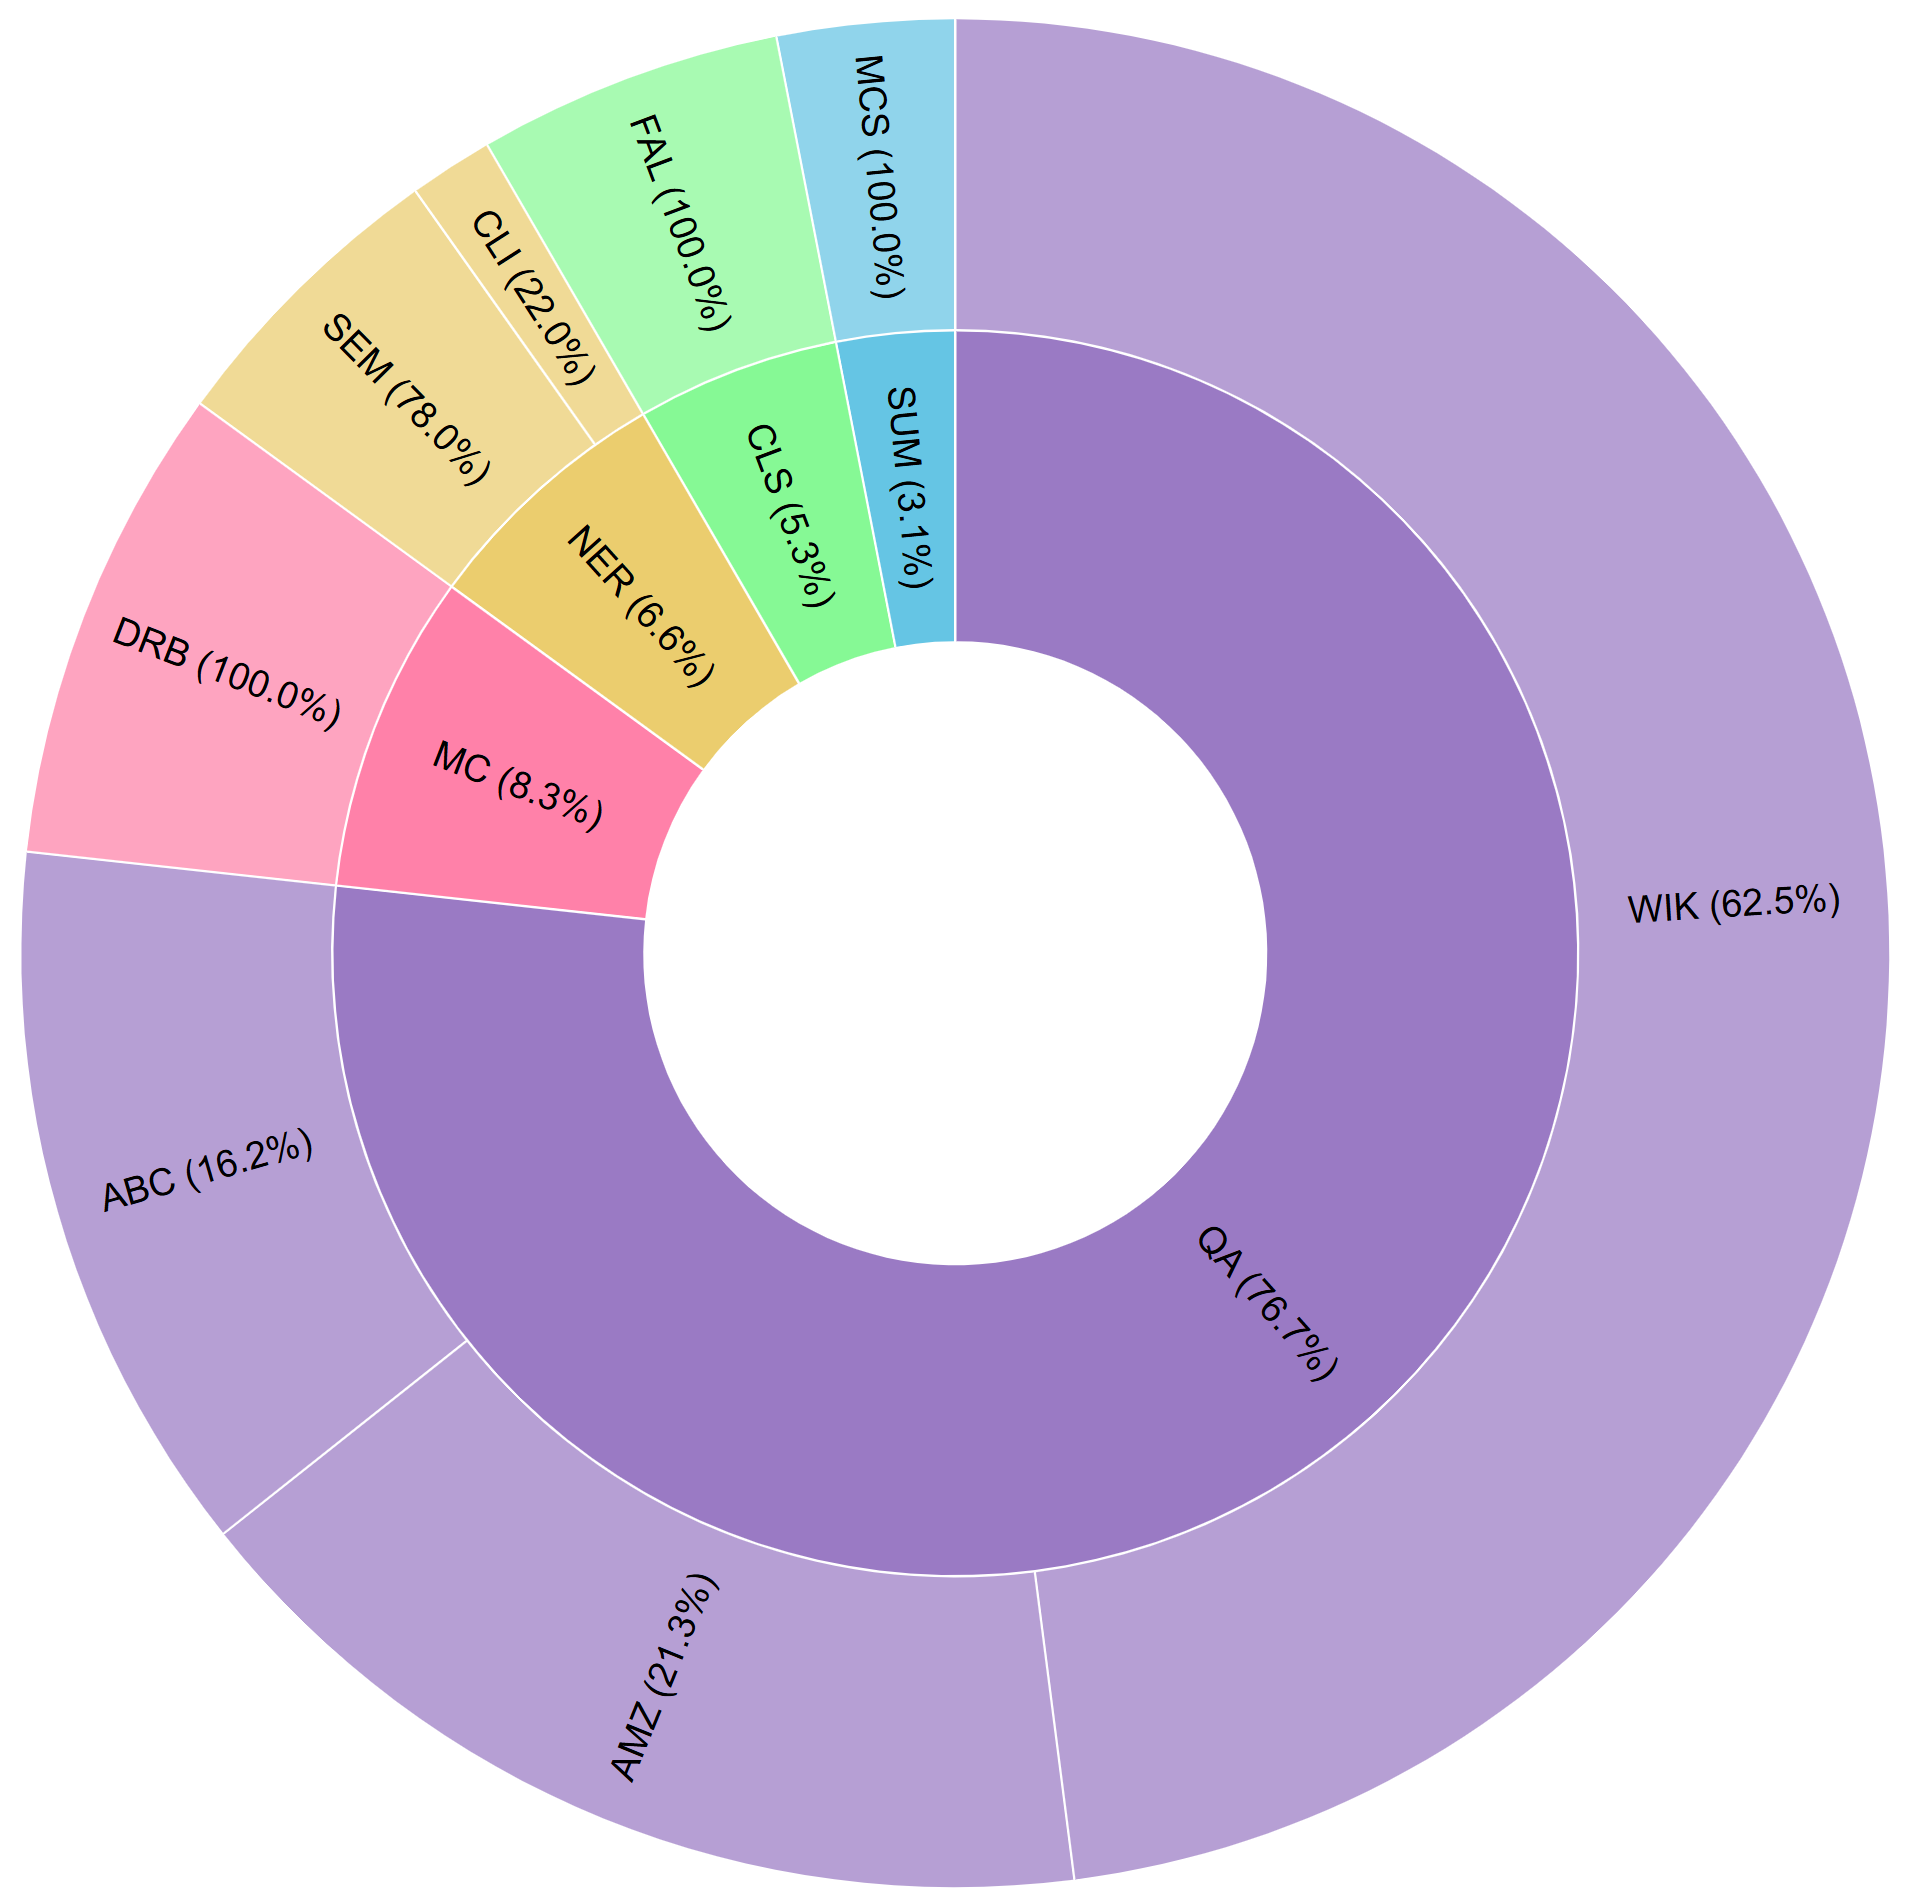 MCS (100.0%)
FAL (100.0%)
CLI (22.0%)
SEM (78.0%)
SUM (3.1%)
CLS (5.3%)
NER (6.6%)
DRB (100.0%)
MC (8.3%)
WIK (62.5%)
ABC (16.2%)
QA (76.7%)
AMZ (21.3%)